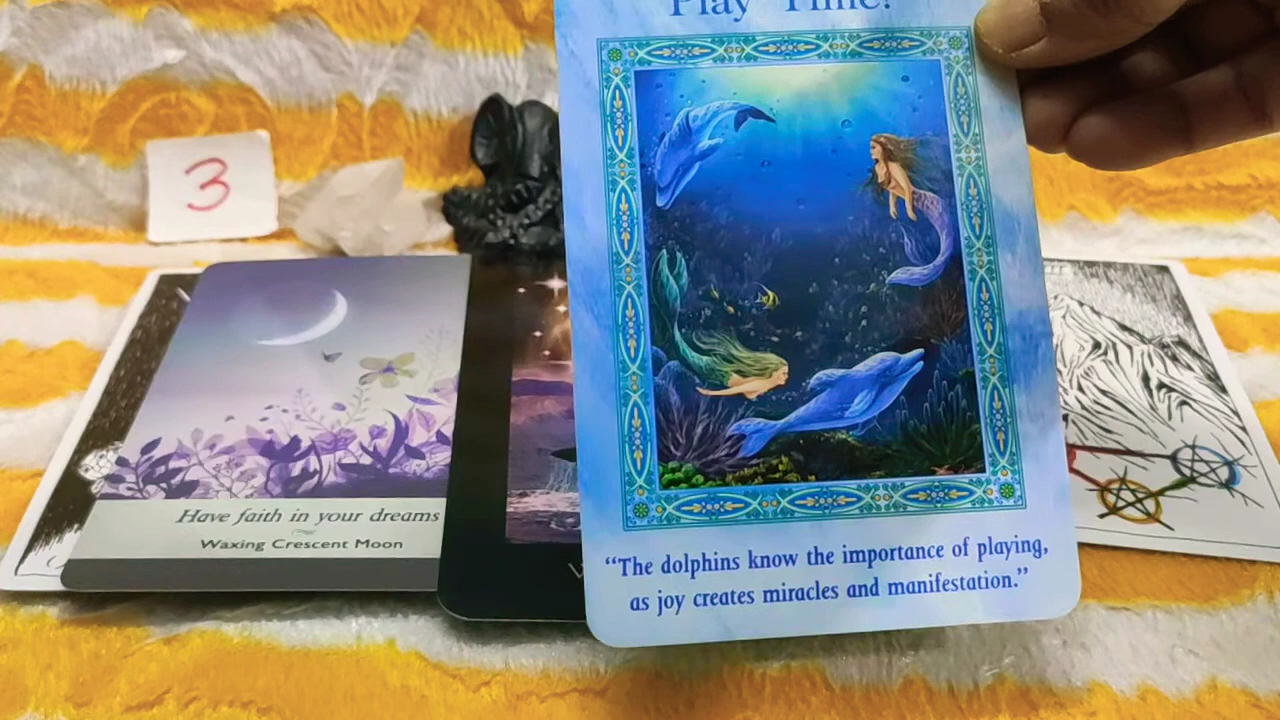 Play Time!
3
Have faith in your dreams
Waxing Crescent Moon
“The dolphins know the importance of playing,
as joy creates miracles and manifestation.”